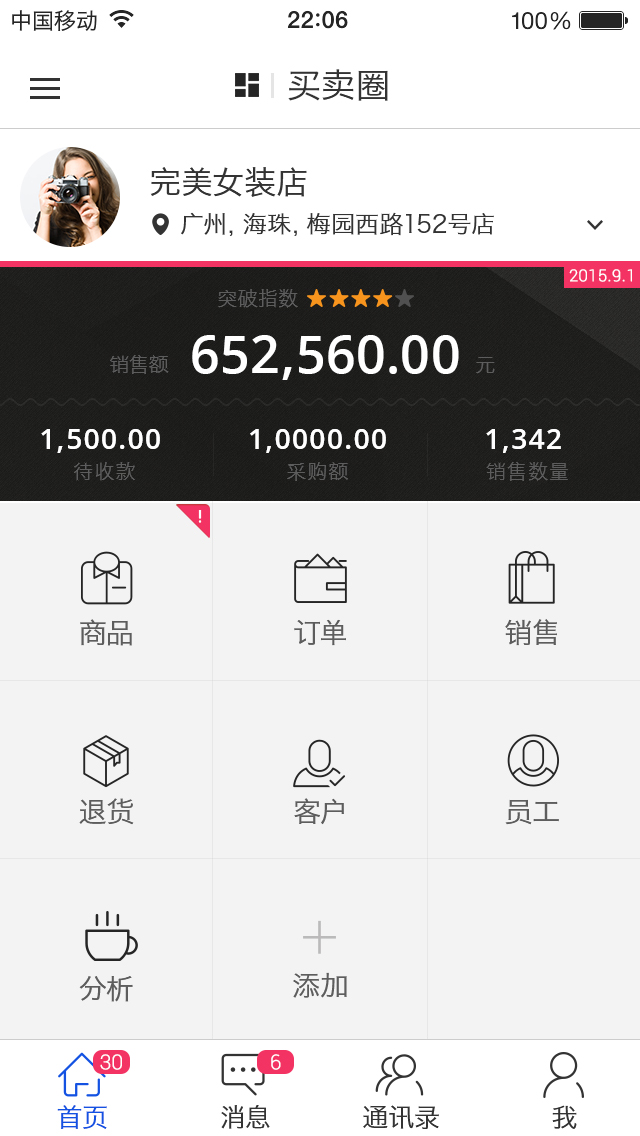 中国移动 22:06 100%
买卖圈
完美女装店
广州, 海珠, 梅园西路152号店
2015.9.1
突破指数
销售额 652,560.00 元
1,500.00 1,0000.00 1,342
待收款 采购额 销售数量
!
商品 订单 销售
退货 客户 员工
分析 添加
30 6
首页 消息 通讯录 我